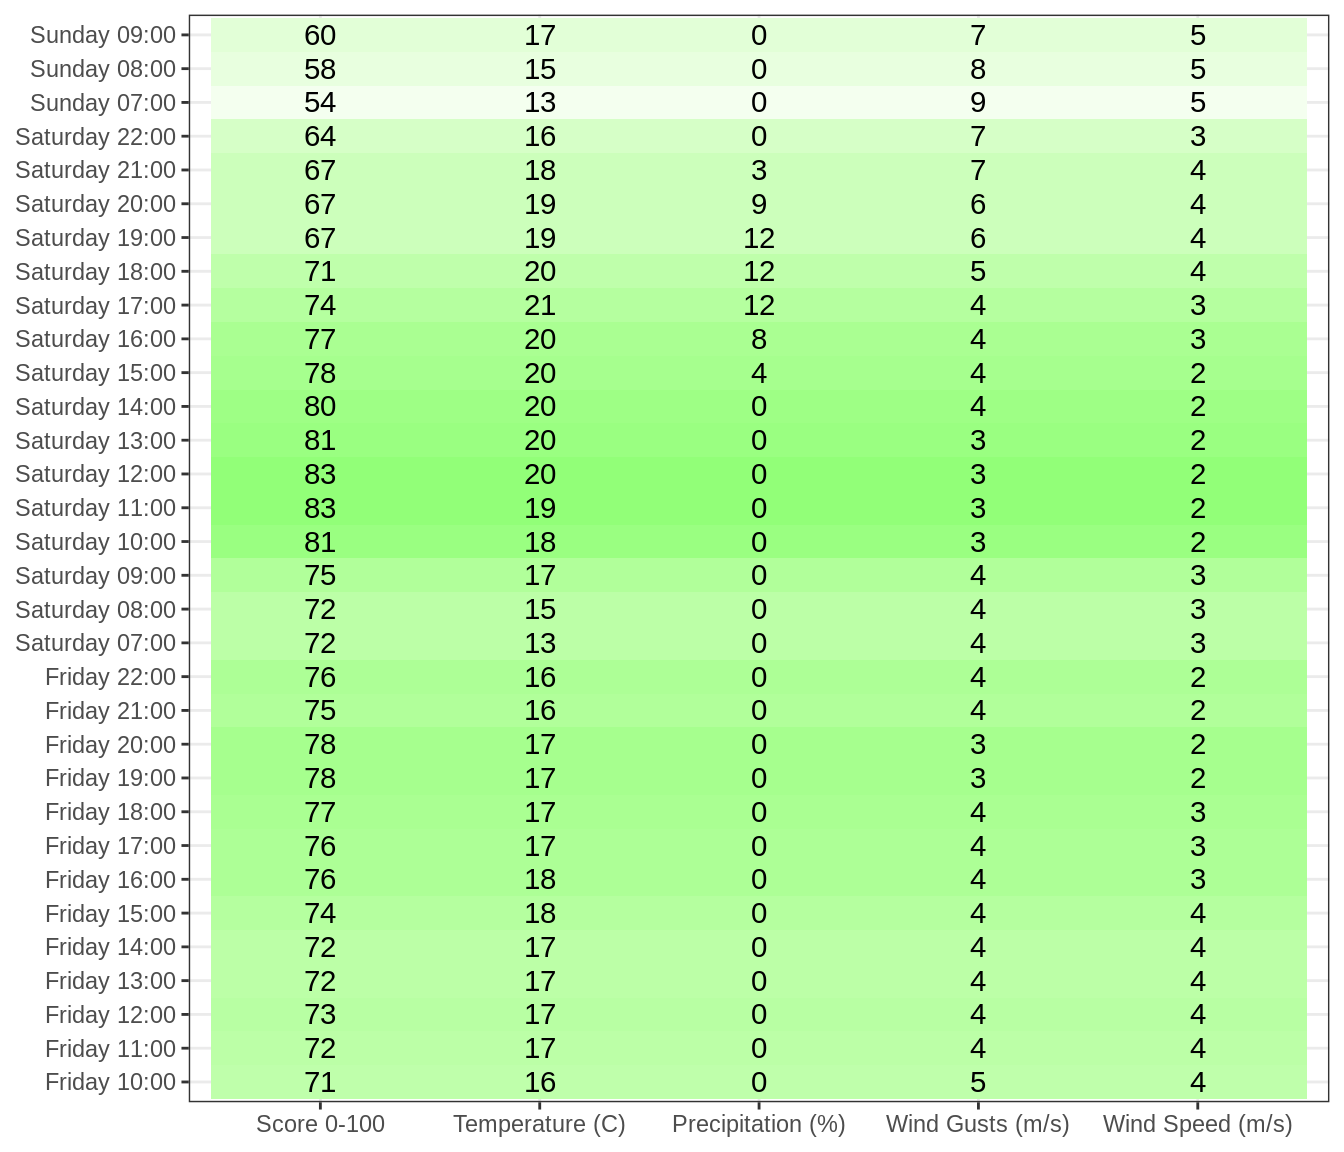 Sunday 09:00 60 17 0 7 5
Sunday 08:00 58 15 0 8 5
Sunday 07:00 54 13 0 9 5
Saturday 22:00 64 16 0 7 3
Saturday 21:00 67 18 3 7 4
Saturday 20:00 67 19 9 6 4
Saturday 19:00 67 19 12 6 4
Saturday 18:00 71 20 12 5 4
Saturday 17:00 74 21 12 4 3
Saturday 16:00 77 20 8 4 3
Saturday 15:00 78 20 4 4 2
Saturday 14:00 80 20 0 4 2
Saturday 13:00 81 20 0 3 2
Saturday 12:00 83 20 0 3 2
Saturday 11:00 83 19 0 3 2
Saturday 10:00 81 18 0 3 2
Saturday 09:00 75 17 0 4 3
Saturday 08:00 72 15 0 4 3
Saturday 07:00 72 13 0 4 3
Friday 22:00 76 16 0 4 2
Friday 21:00 75 16 0 4 2
Friday 20:00 78 17 0 3 2
Friday 19:00 78 17 0 3 2
Friday 18:00 77 17 0 4 3
Friday 17:00 76 17 0 4 3
Friday 16:00 76 18 0 4 3
Friday 15:00 74 18 0 4 4
Friday 14:00 72 17 0 4 4
Friday 13:00 72 17 0 4 4
Friday 12:00 73 17 0 4 4
Friday 11:00 72 17 0 4 4
Friday 10:00 71 16 0 5 4
Score 0-100 Temperature (C) Precipitation (%) Wind Gusts (m/s) Wind Speed (m/s)